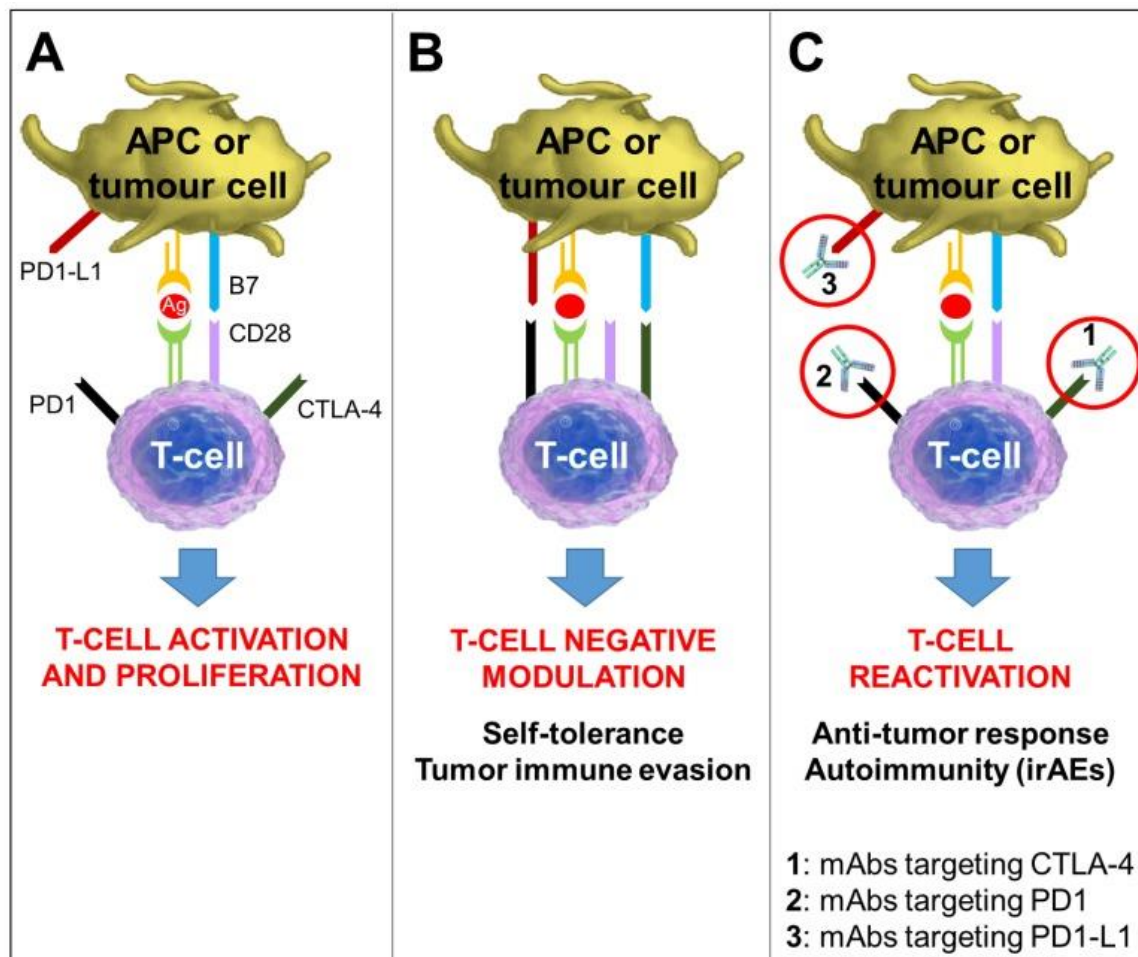 A
APC or
tumour cell
PD1-L1
B7
Ag
CD28
PD1
CTLA-4
T-cell
T-CELL ACTIVATION
AND PROLIFERATION
B
APC or
tumour cell
T-cell
T-CELL NEGATIVE
MODULATION
Self-tolerance
Tumor immune evasion
C
APC or
tumour cell
3
1
2
T-cell
T-CELL
REACTIVATION
Anti-tumor response
Autoimmunity (irAEs)
1: mAbs targeting CTLA-4
2: mAbs targeting PD1
3: mAbs targeting PD1-L1